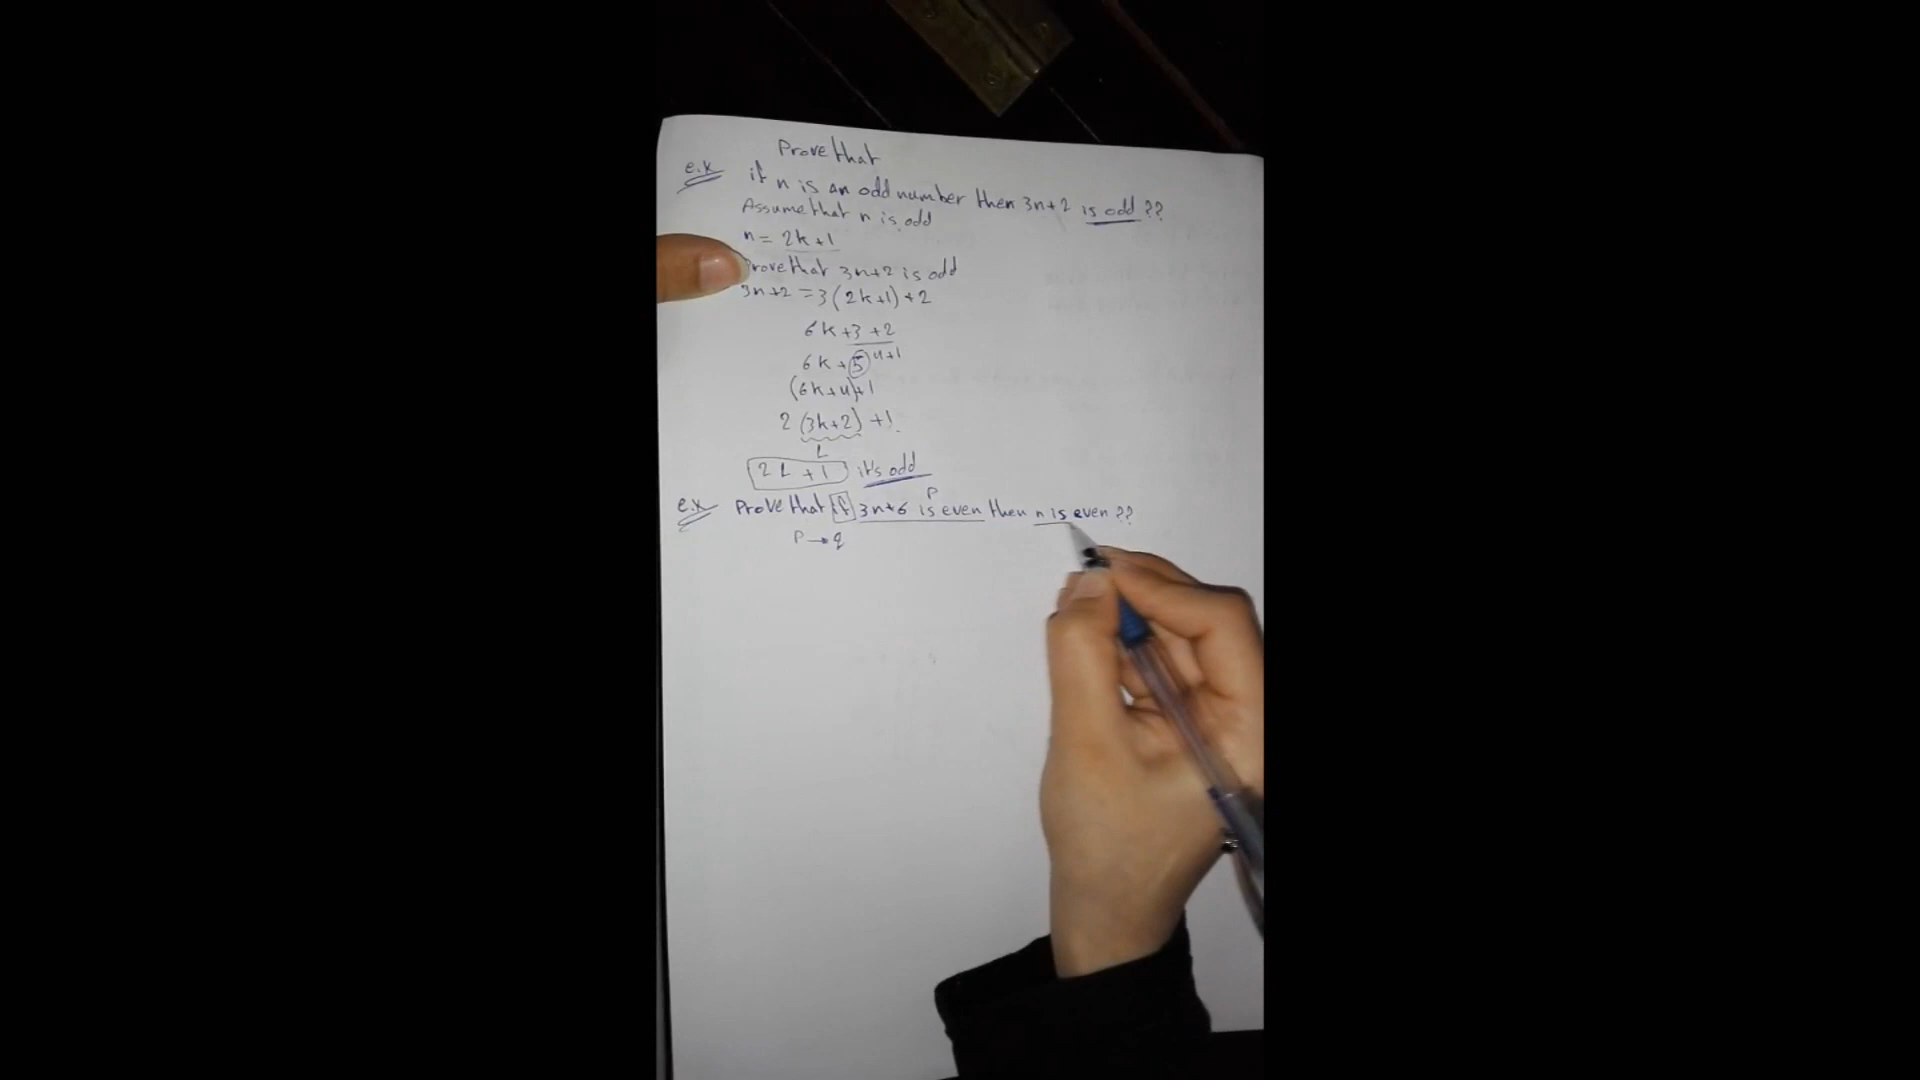 Prove that
e.x if n is an odd number then 3n+2 is odd ??
Assume that n is odd
n = 2k+1
Prove that 3n+2 is odd
3n+2 = 3(2k+1)+2
6k+3+2
6k+5 4+1
(6k+4)+1
2(3k+2)+1
L
2L+1 it's odd
P
e.x Prove that if 3n+6 is even then n is even ??
P→q